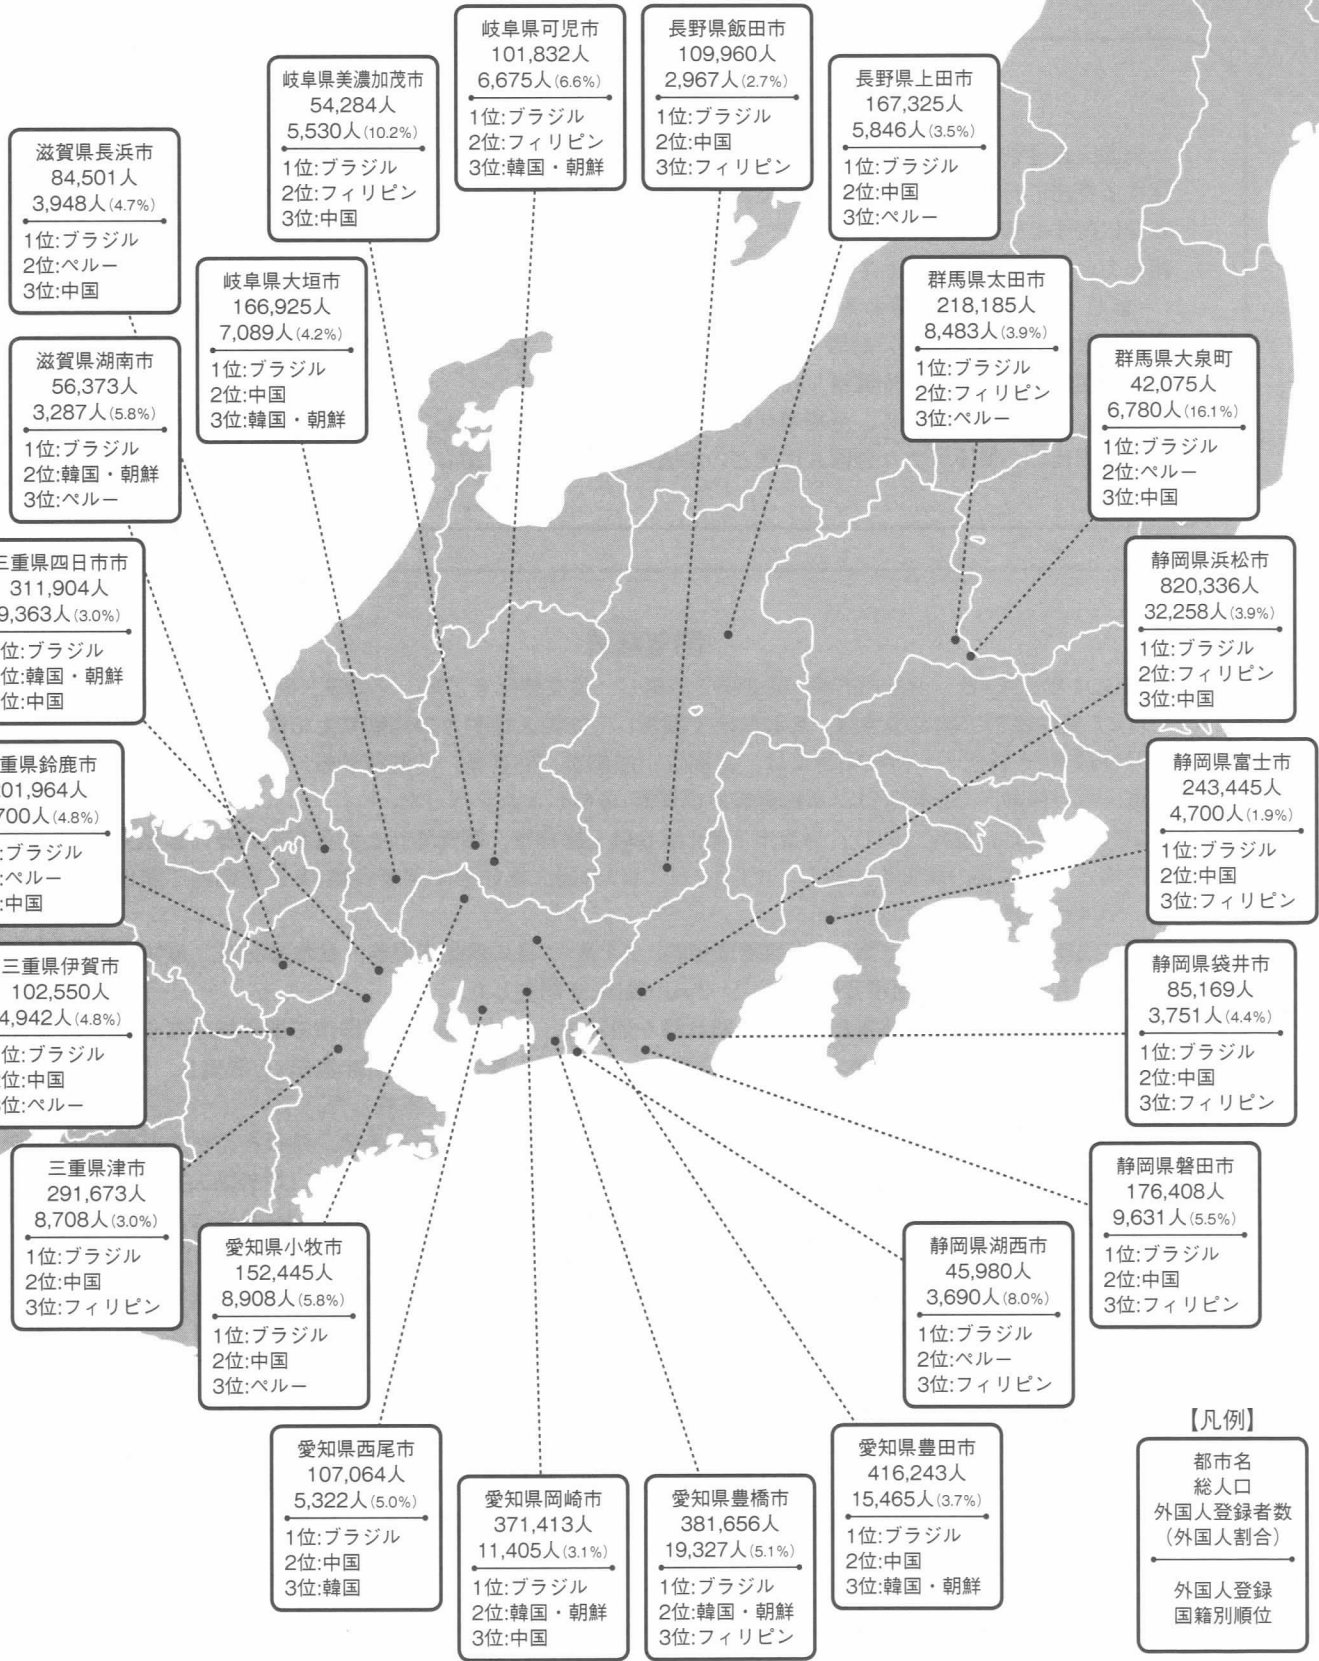 岐阜県可児市
101,832人
6,675人(6.6%)
1位:ブラジル
2位:フィリピン
3位:韓国・朝鮮
長野県飯田市
109,960人
2,967人(2.7%)
1位:ブラジル
2位:中国
3位:フィリピン
岐阜県美濃加茂市
54,284人
5,530人(10.2%)
1位:ブラジル
2位:フィリピン
3位:中国
長野県上田市
167,325人
5,846人(3.5%)
1位:ブラジル
2位:中国
3位:ペルー
滋賀県長浜市
84,501人
3,948人(4.7%)
1位:ブラジル
2位:ペルー
3位:中国
岐阜県大垣市
166,925人
7,089人(4.2%)
1位:ブラジル
2位:中国
3位:韓国・朝鮮
群馬県太田市
218,185人
8,483人(3.9%)
1位:ブラジル
2位:フィリピン
3位:ペルー
滋賀県湖南市
56,373人
3,287人(5.8%)
1位:ブラジル
2位:韓国・朝鮮
3位:ペルー
群馬県大泉町
42,075人
6,780人(16.1%)
1位:ブラジル
2位:ペルー
3位:中国
三重県四日市市
311,904人
9,363人(3.0%)
位:ブラジル
位:韓国・朝鮮
位:中国
静岡県浜松市
820,336人
32,258人(3.9%)
1位:ブラジル
2位:フィリピン
3位:中国
重県鈴鹿市
01,964人
700人(4.8%)
:ブラジル
:ペルー
:中国
静岡県富士市
243,445人
4,700人(1.9%)
1位:ブラジル
2位:中国
3位:フィリピン
三重県伊賀市
102,550人
4,942人(4.8%)
位:ブラジル
位:中国
位:ペルー
静岡県袋井市
85,169人
3,751人(4.4%)
1位:ブラジル
2位:中国
3位:フィリピン
三重県津市
291,673人
8,708人(3.0%)
1位:ブラジル
2位:中国
3位:フィリピン
静岡県磐田市
176,408人
9,631人(5.5%)
1位:ブラジル
2位:中国
3位:フィリピン
愛知県小牧市
152,445人
8,908人(5.8%)
1位:ブラジル
2位:中国
3位:ペルー
静岡県湖西市
45,980人
3,690人(8.0%)
1位:ブラジル
2位:ペルー
3位:フィリピン
愛知県西尾市
107,064人
5,322人(5.0%)
1位:ブラジル
2位:中国
3位:韓国
愛知県岡崎市
371,413人
11,405人(3.1%)
1位:ブラジル
2位:韓国・朝鮮
3位:中国
愛知県豊橋市
381,656人
19,327人(5.1%)
1位:ブラジル
2位:韓国・朝鮮
3位:フィリピン
愛知県豊田市
416,243人
15,465人(3.7%)
1位:ブラジル
2位:中国
3位:韓国・朝鮮
【凡例】
都市名
総人口
外国人登録者数
(外国人割合)
外国人登録
国籍別順位